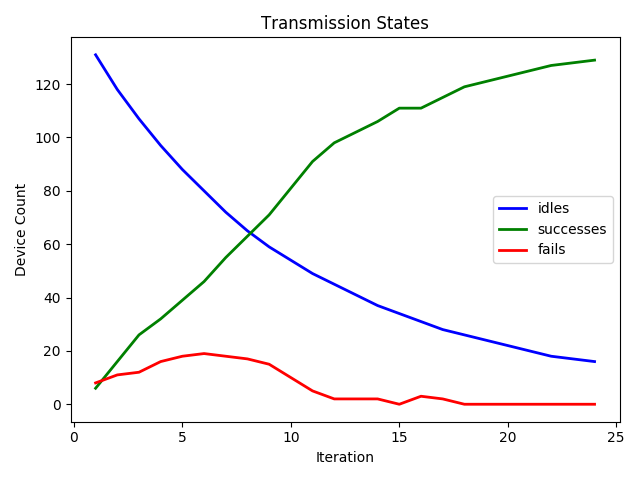 Transmission States
120
100
80
60
40
20
0
Device Count
idles
successes
fails
0 5 10 15 20 25
Iteration